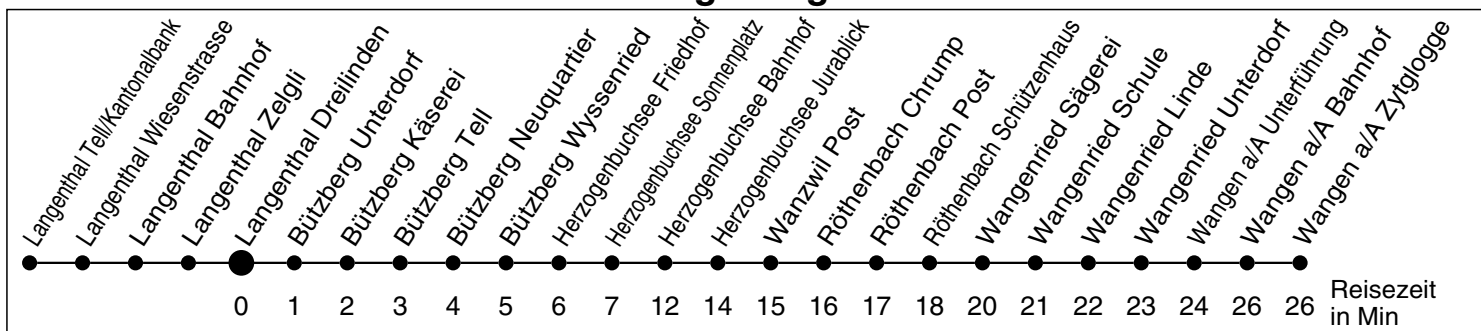 Langenthal Tell/Kantonalbank
Langenthal Wiesenstrasse
Langenthal Bahnhof
Langenthal Zelgli
Langenthal Dreilinden
Bützberg Unterdorf
Bützberg Käserei
Bützberg Tell
Bützberg Neuquartier
Bützberg Wyssenried
Herzogenbuchsee Friedhof
Herzogenbuchsee Sonnenplatz
Herzogenbuchsee Bahnhof
Herzogenbuchsee Jurablick
Wanzwil Post
Röthenbach Chrump
Röthenbach Post
Röthenbach Schützenhaus
Wangenried Sägerei
Wangenried Schule
Wangenried Linde
Wangenried Unterdorf
Wangen a/A Unterführung
Wangen a/A Bahnhof
Wangen a/A Zytglogge
0 1 2 3 4 5 6 7 12 14 15 16 17 18 20 21 22 23 24 26 26
Reisezeit
in Min